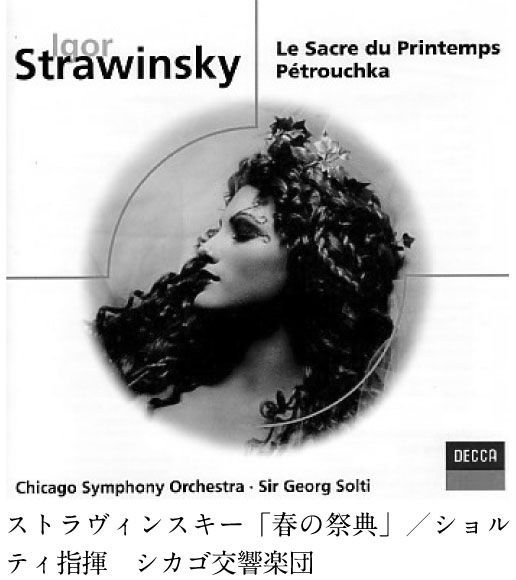 Igor
Strawinsky
Le Sacre du Printemps
Pétrouchka
DECCA
Chicago Symphony Orchestra · Sir Georg Solti
ストラヴィンスキー「春の祭典」／ショル
ティ指揮　シカゴ交響楽団